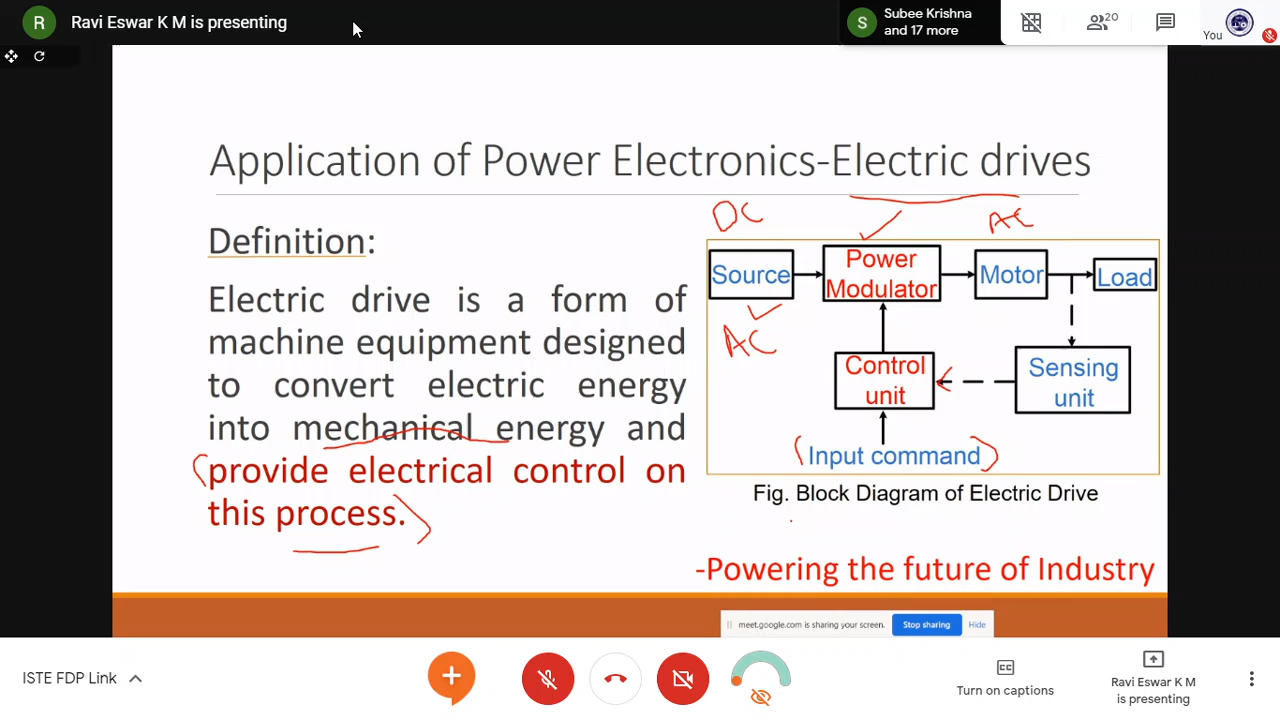 R Ravi Eswar K M is presenting
S Subee Krishna
and 17 more
20
You
Application of Power Electronics-Electric drives
Definition:
Electric drive is a form of
machine equipment designed
to convert electric energy
into mechanical energy and
provide electrical control on
this process.
DC
AC
Source
Power
Modulator
Motor
Load
AC
Control
unit
Sensing
unit
Input command
Fig. Block Diagram of Electric Drive
-Powering the future of Industry
meet.google.com is sharing your screen.
Stop sharing
Hide
ISTE FDP Link
CC
Turn on captions
Ravi Eswar K M
is presenting